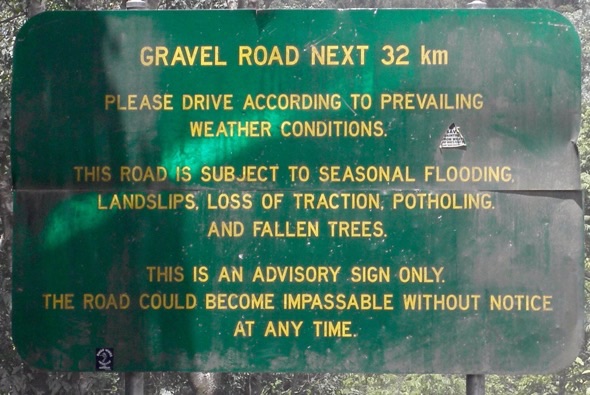 GRAVEL ROAD NEXT 32 km
PLEASE DRIVE ACCORDING TO PREVAILING
WEATHER CONDITIONS.
THIS ROAD IS SUBJECT TO SEASONAL FLOODING,
LANDSLIPS, LOSS OF TRACTION, POTHOLING.
AND FALLEN TREES.
THIS IS AN ADVISORY SIGN ONLY.
THE ROAD COULD BECOME IMPASSABLE WITHOUT NOTICE
AT ANY TIME.